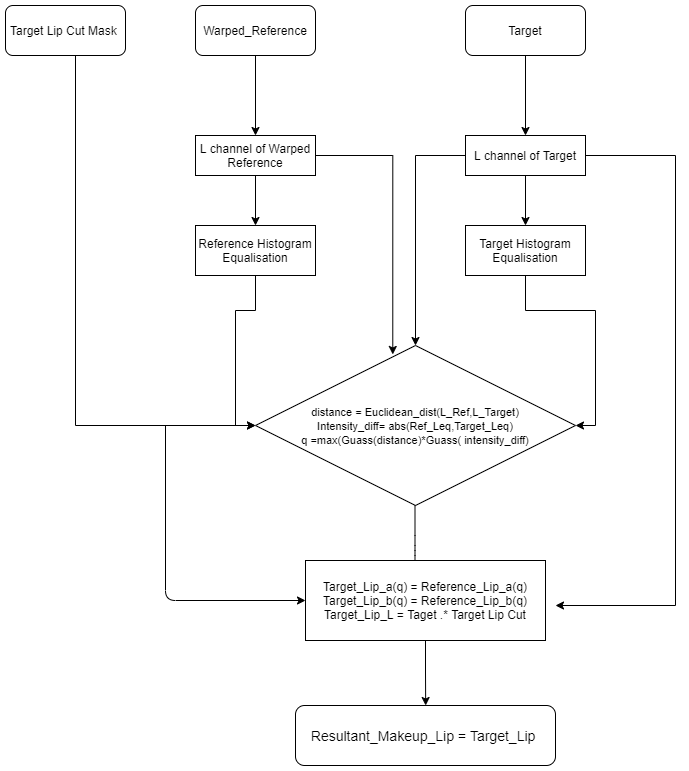 Target Lip Cut Mask
Warped_Reference
Target
L channel of Warped
Reference
L channel of Target
Reference Histogram
Equalisation
Target Histogram
Equalisation
distance = Euclidean_dist(L_Ref,L_Target)
Intensity_diff= abs(Ref_Leq,Target_Leq)
q =max(Guass(distance)*Guass( intensity_diff)
Target_Lip_a(q) = Reference_Lip_a(q)
Target_Lip_b(q) = Reference_Lip_b(q)
Target_Lip_L = Taget .* Target Lip Cut
Resultant_Makeup_Lip = Target_Lip